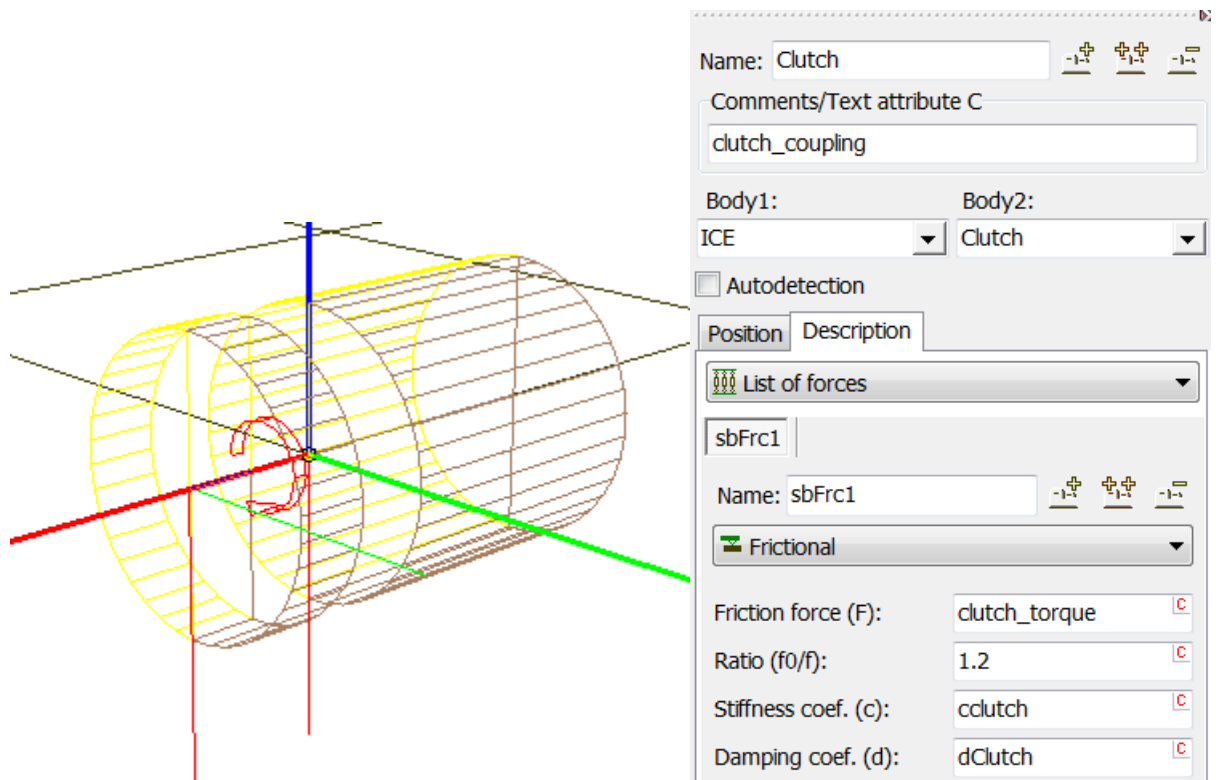 Name: Clutch
Comments/Text attribute C
clutch_coupling
Body1: Body2:
ICE Clutch
Autodetection
Position Description
List of forces
sbFrc1
Name: sbFrc1
Frictional
Friction force (F): clutch_torque C
Ratio (f0/f): 1.2 C
Stiffness coef. (c): cclutch C
Damping coef. (d): dClutch C